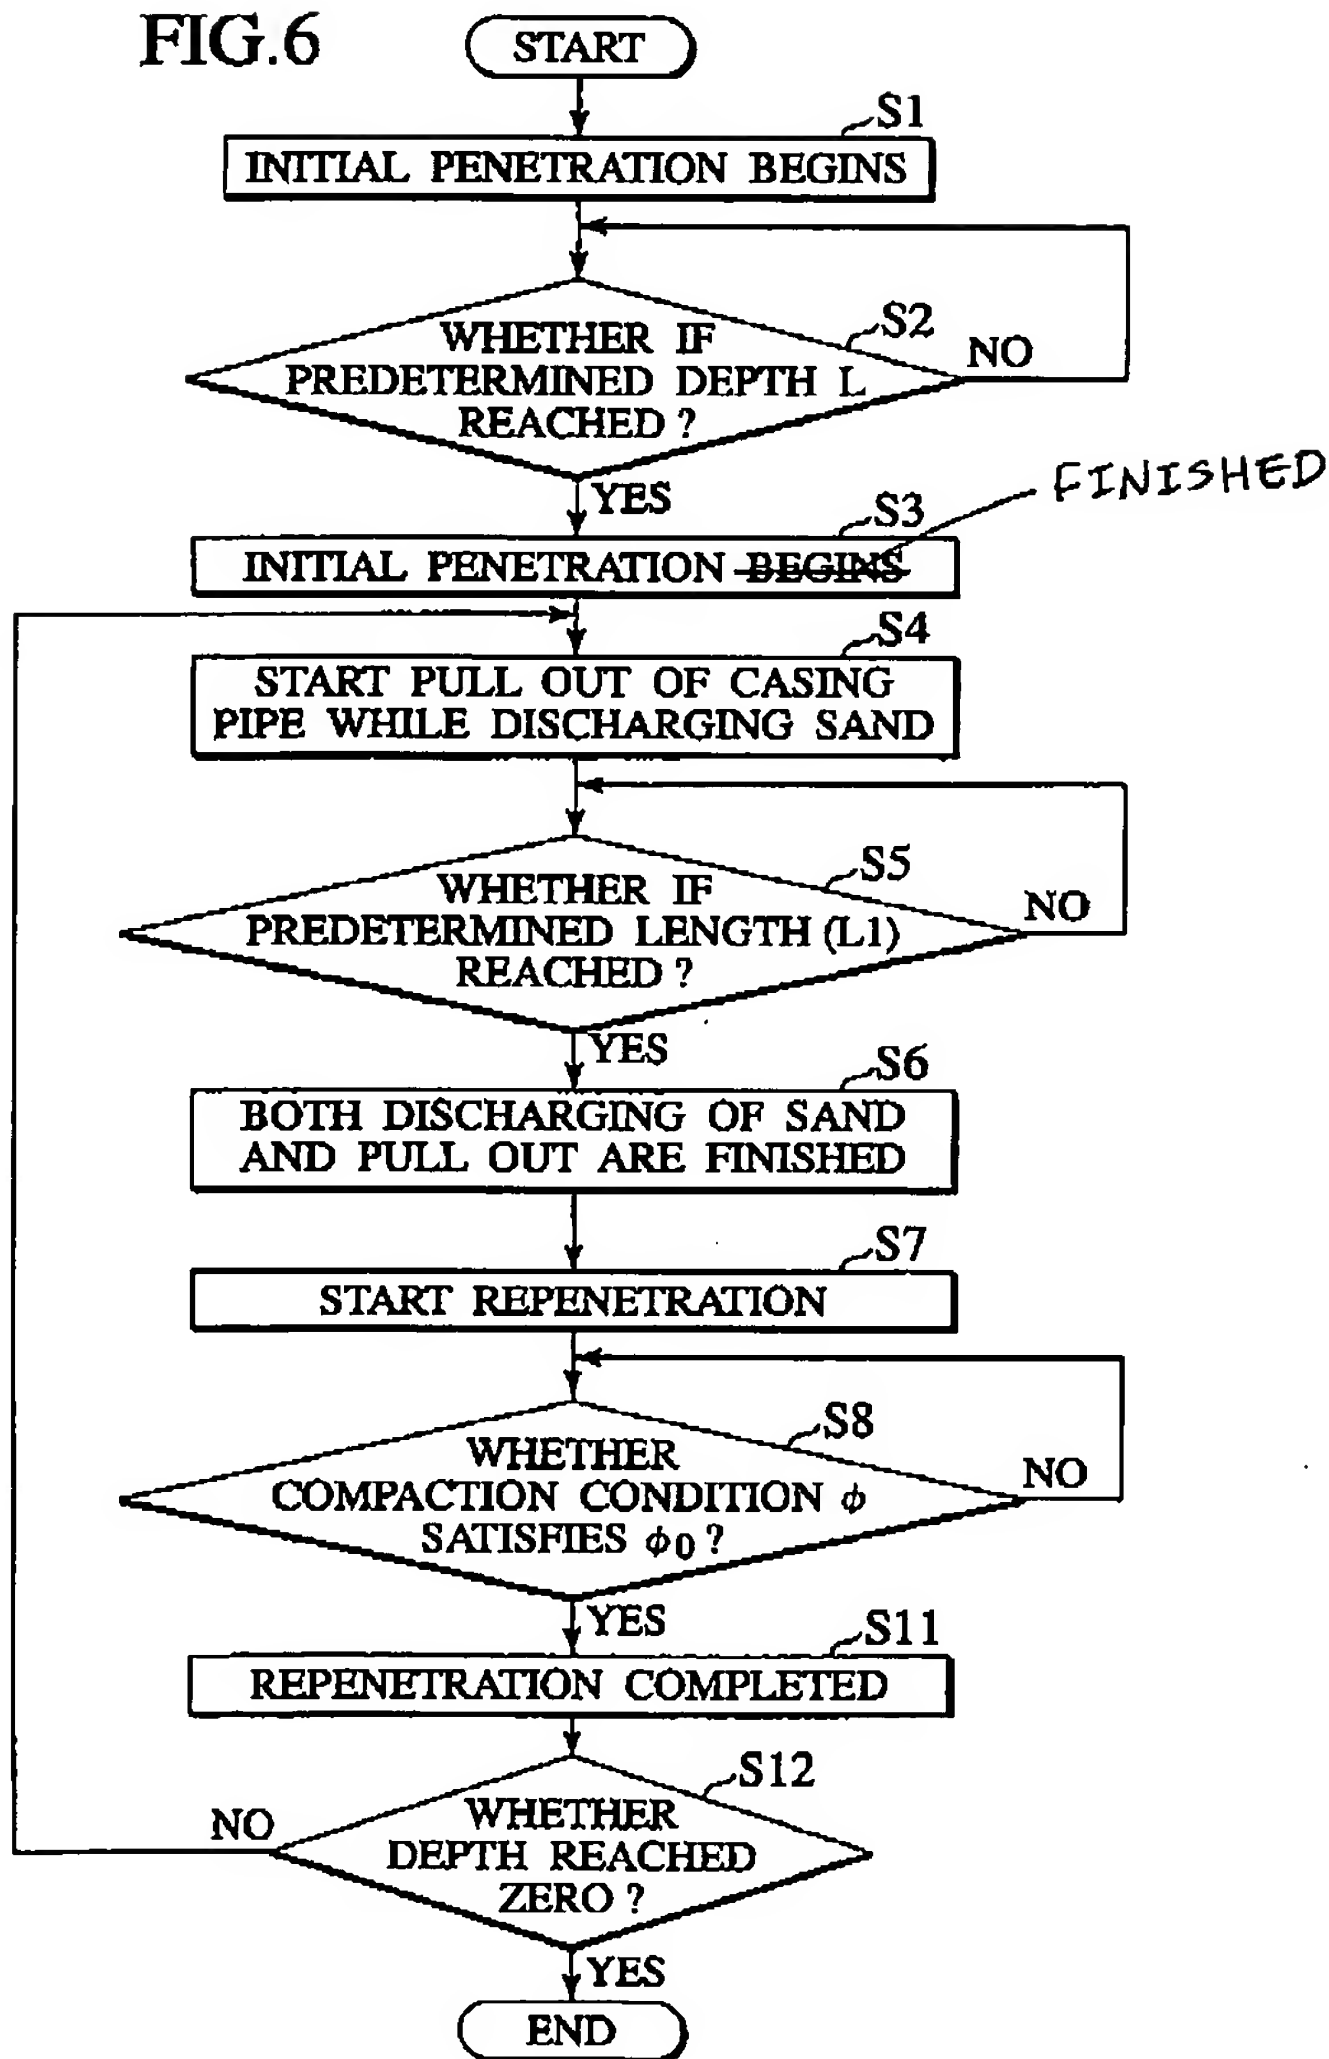 FIG.6
START
S1
INITIAL PENETRATION BEGINS
S2
WHETHER IF
PREDETERMINED DEPTH L
REACHED ?
NO
YES
FINISHED
S3
INITIAL PENETRATION BEGINS
S4
START PULL OUT OF CASING
PIPE WHILE DISCHARGING SAND
S5
WHETHER IF
PREDETERMINED LENGTH (L1)
REACHED ?
NO
YES
S6
BOTH DISCHARGING OF SAND
AND PULL OUT ARE FINISHED
S7
START REPENETRATION
S8
WHETHER
COMPACTION CONDITION ϕ
SATISFIES ϕ0 ?
NO
YES
S11
REPENETRATION COMPLETED
S12
WHETHER
DEPTH REACHED
ZERO ?
NO
YES
END